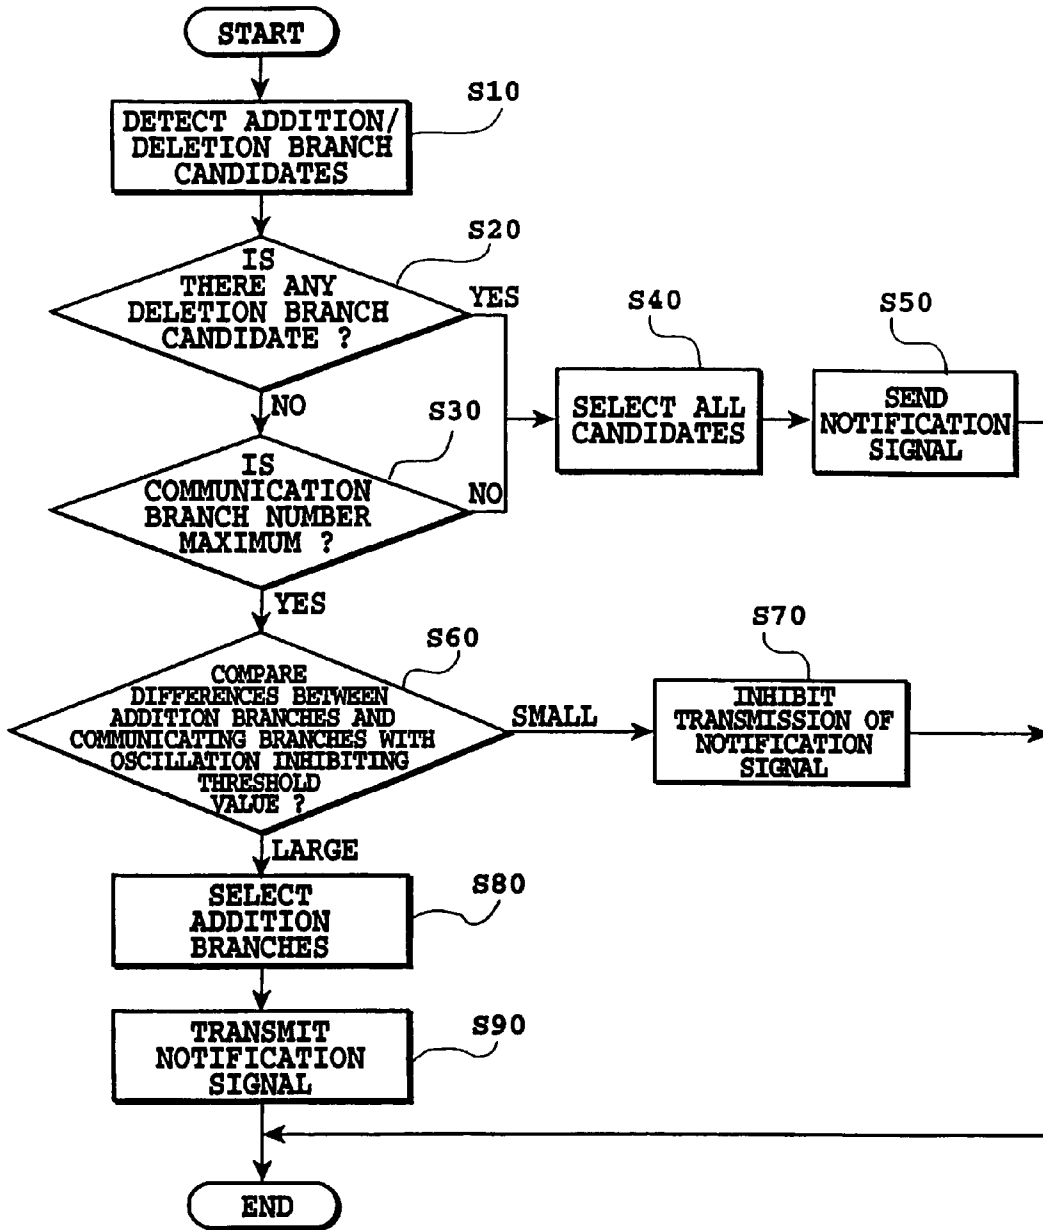 START
S10
DETECT ADDITION/
DELETION BRANCH
CANDIDATES
S20
IS
THERE ANY
DELETION BRANCH
CANDIDATE ?
YES
NO
S40
SELECT ALL
CANDIDATES
S50
SEND
NOTIFICATION
SIGNAL
S30
IS
COMMUNICATION
BRANCH NUMBER
MAXIMUM ?
NO
YES
S60
COMPARE
DIFFERENCES BETWEEN
ADDITION BRANCHES AND
COMMUNICATING BRANCHES WITH
OSCILLATION INHIBITING
THRESHOLD
VALUE ?
SMALL
S70
INHIBIT
TRANSMISSION OF
NOTIFICATION
SIGNAL
LARGE
S80
SELECT
ADDITION
BRANCHES
S90
TRANSMIT
NOTIFICATION
SIGNAL
END